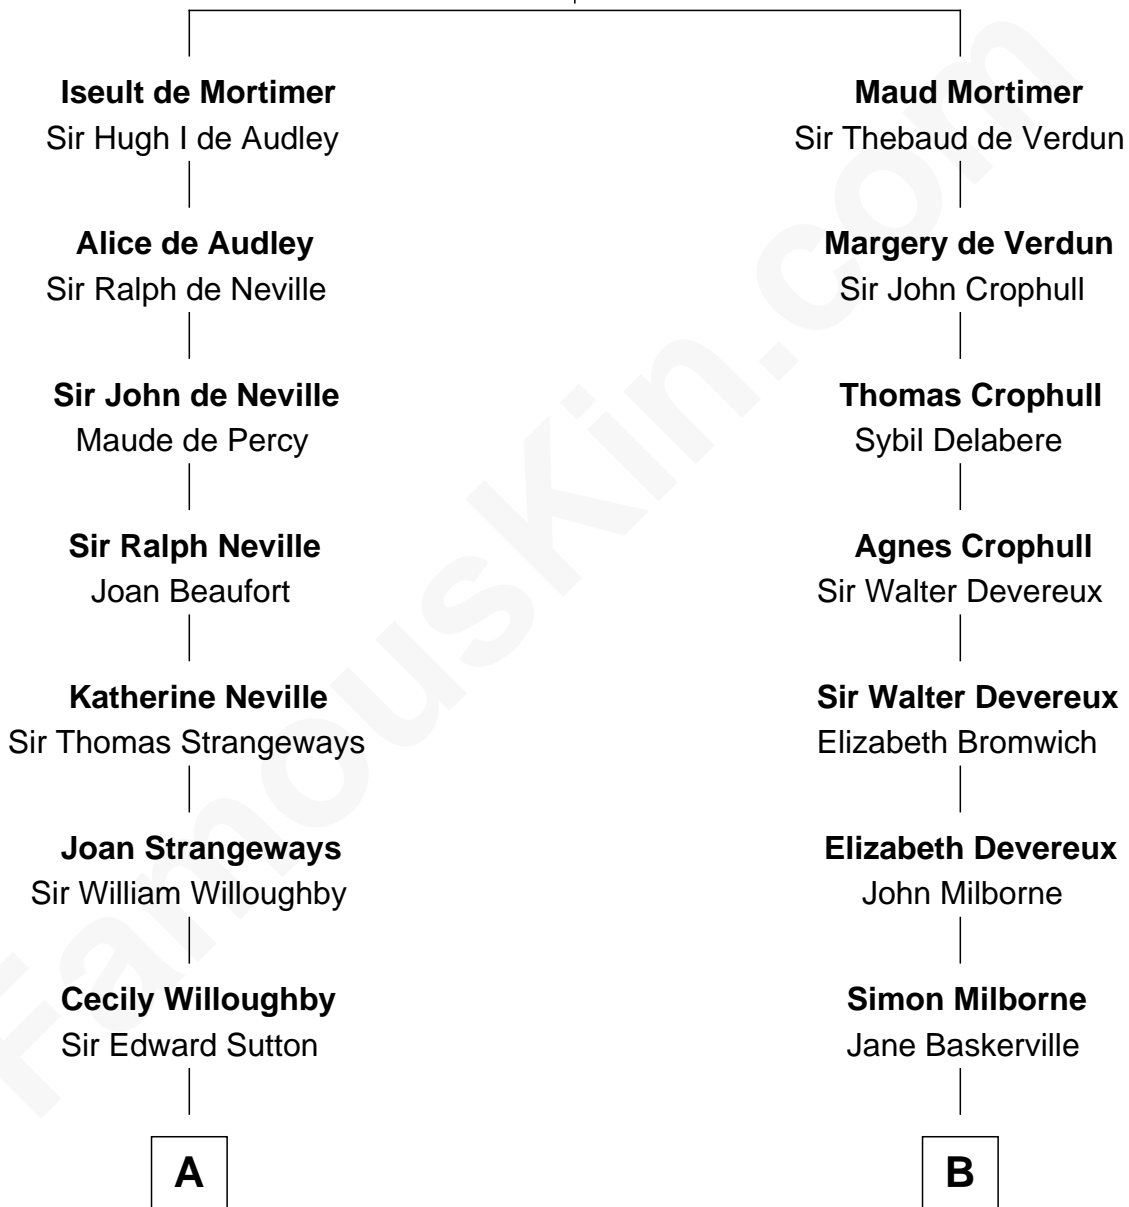 Iseult de Mortimer
Sir Hugh I de Audley
Alice de Audley
Sir Ralph de Neville
Sir John de Neville
Maude de Percy
Sir Ralph Neville
Joan Beaufort
Katherine Neville
Sir Thomas Strangeways
Joan Strangeways
Sir William Willoughby
Cecily Willoughby
Sir Edward Sutton
A
Maud Mortimer
Sir Thebaud de Verdun
Margery de Verdun
Sir John Crophull
Thomas Crophull
Sybil Delabere
Agnes Crophull
Sir Walter Devereux
Sir Walter Devereux
Elizabeth Bromwich
Elizabeth Devereux
John Milborne
Simon Milborne
Jane Baskerville
B
FamousKin.com